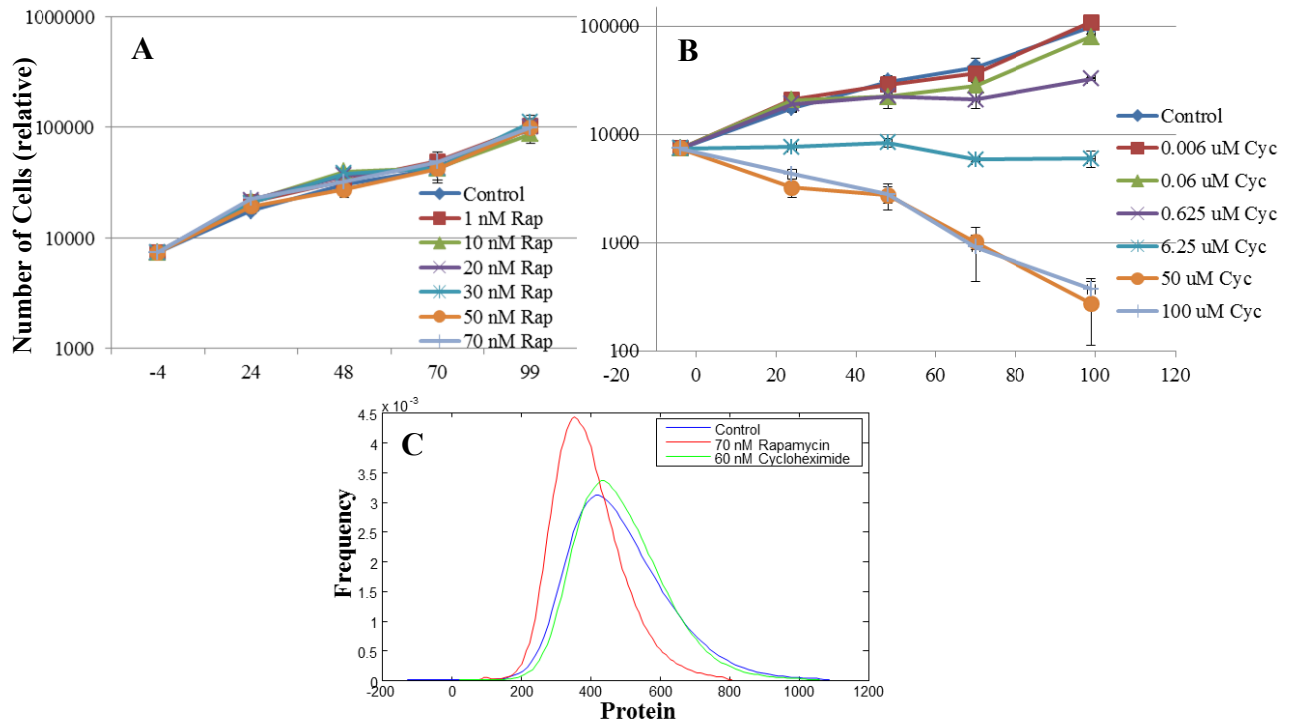 A
Number of Cells (relative)
1000000
100000
10000
1000
-4
24
48
70
99
Control
1 nM Rap
10 nM Rap
20 nM Rap
30 nM Rap
50 nM Rap
70 nM Rap
B
100000
10000
1000
100
-20
0
20
40
60
80
100
120
Control
0.006 uM Cyc
0.06 uM Cyc
0.625 uM Cyc
6.25 uM Cyc
50 uM Cyc
100 uM Cyc
C
x 10⁻³
Frequency
4.5
4
3.5
3
2.5
2
1.5
1
0.5
0
-200
0
200
400
600
800
1000
1200
Protein
Control
70 nM Rapamycin
60 nM Cycloheximide